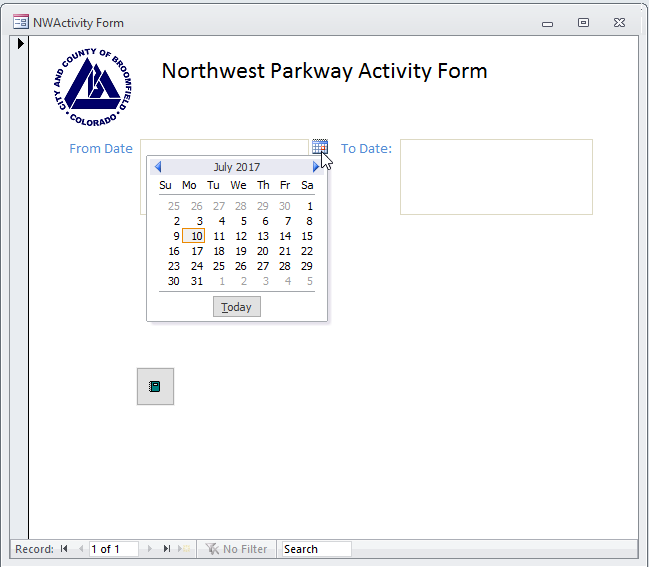 NWActivity Form
CITY AND COUNTY OF BROOMFIELD
• COLORADO •
Northwest Parkway Activity Form
From Date
To Date:
July 2017
Su Mo Tu We Th Fr Sa
25 26 27 28 29 30 1
2 3 4 5 6 7 8
9 10 11 12 13 14 15
16 17 18 19 20 21 22
23 24 25 26 27 28 29
30 31 1 2 3 4 5
Today
Record: 1 of 1 No Filter Search